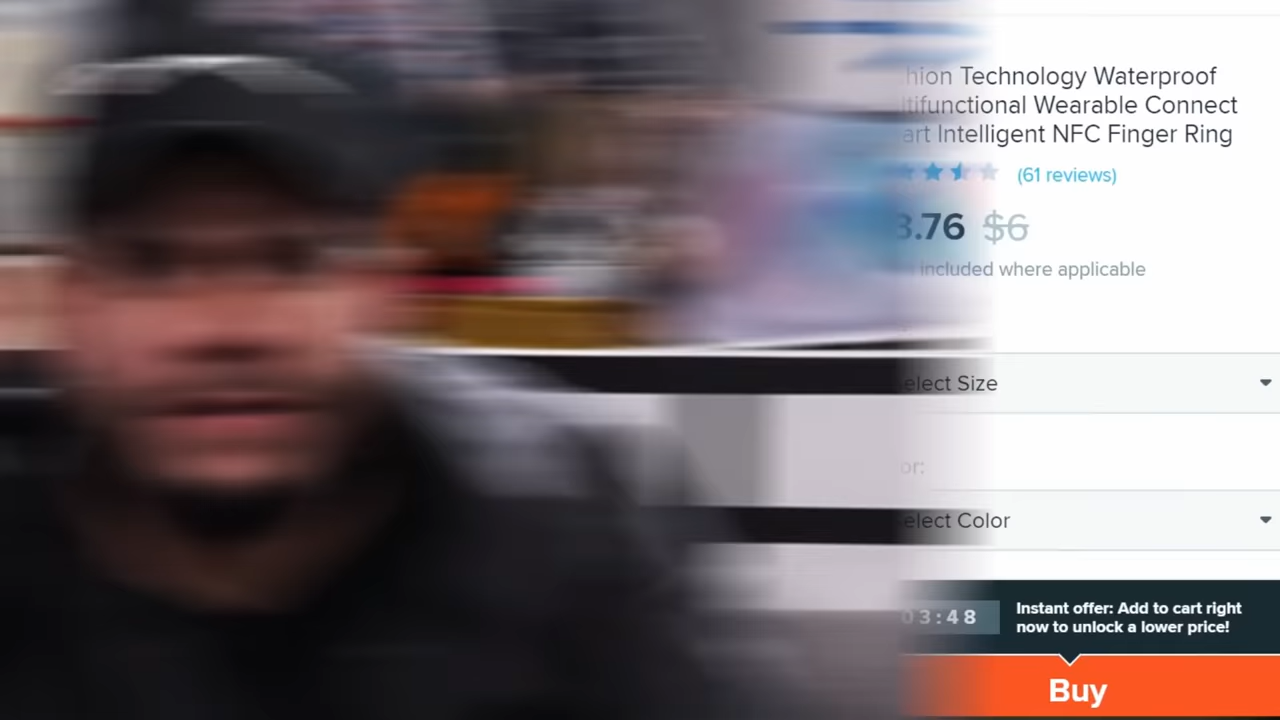 hion Technology Waterproof
ltifunctional Wearable Connect
art Intelligent NFC Finger Ring
(61 reviews)
3.76 $6
included where applicable
elect Size
or:
elect Color
03:48
Instant offer: Add to cart right
now to unlock a lower price!
Buy